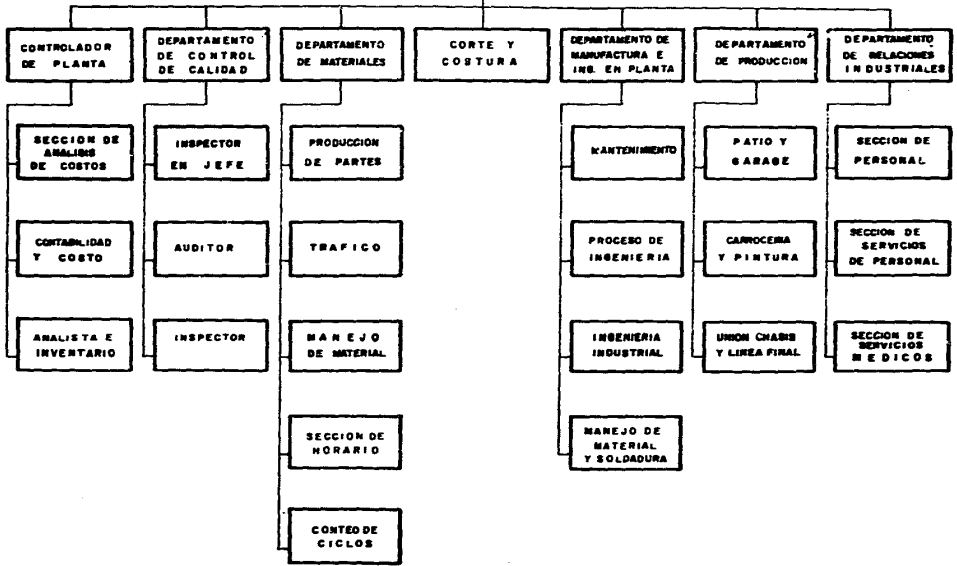 CONTROLADOR
DE PLANTA
DEPARTAMENTO
DE CONTROL
DE CALIDAD
DEPARTAMENTO
DE MATERIALES
CORTE Y
COSTURA
DEPARTAMENTO DE
MANUFACTURA E
ING. EN PLANTA
DEPARTAMENTO
DE PRODUCCION
DEPARTAMENTO
DE RELACIONES
INDUSTRIALES
SECCION DE
ANALISIS
DE COSTOS
INSPECTOR
EN JEFE
PRODUCCION
DE PARTES
MANTENIMIENTO
PATIO Y
GARAGE
SECCION DE
PERSONAL
CONTABILIDAD
Y COSTO
AUDITOR
TRAFICO
PROCESO DE
INGENIERIA
CARROCERIA
Y PINTURA
SECCION DE
SERVICIOS
DE PERSONAL
ANALISTA E
INVENTARIO
INSPECTOR
MANEJO
DE MATERIAL
INGENIERIA
INDUSTRIAL
UNION CHASIS
Y LINEA FINAL
SECCION DE
SERVICIOS
MEDICOS
SECCION DE
HORARIO
MANEJO DE
MATERIAL
Y SOLDADURA
CONTEO DE
CICLOS